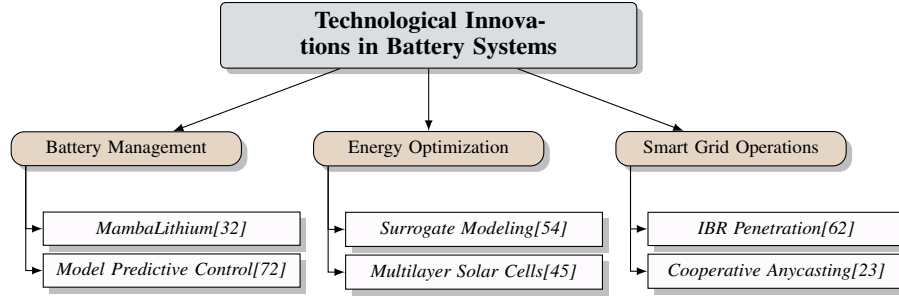 Technological Innova-
tions in Battery Systems
Battery Management
Energy Optimization
Smart Grid Operations
MambaLithium[32]
Surrogate Modeling[54]
IBR Penetration[62]
Model Predictive Control[72]
Multilayer Solar Cells[45]
Cooperative Anycasting[23]